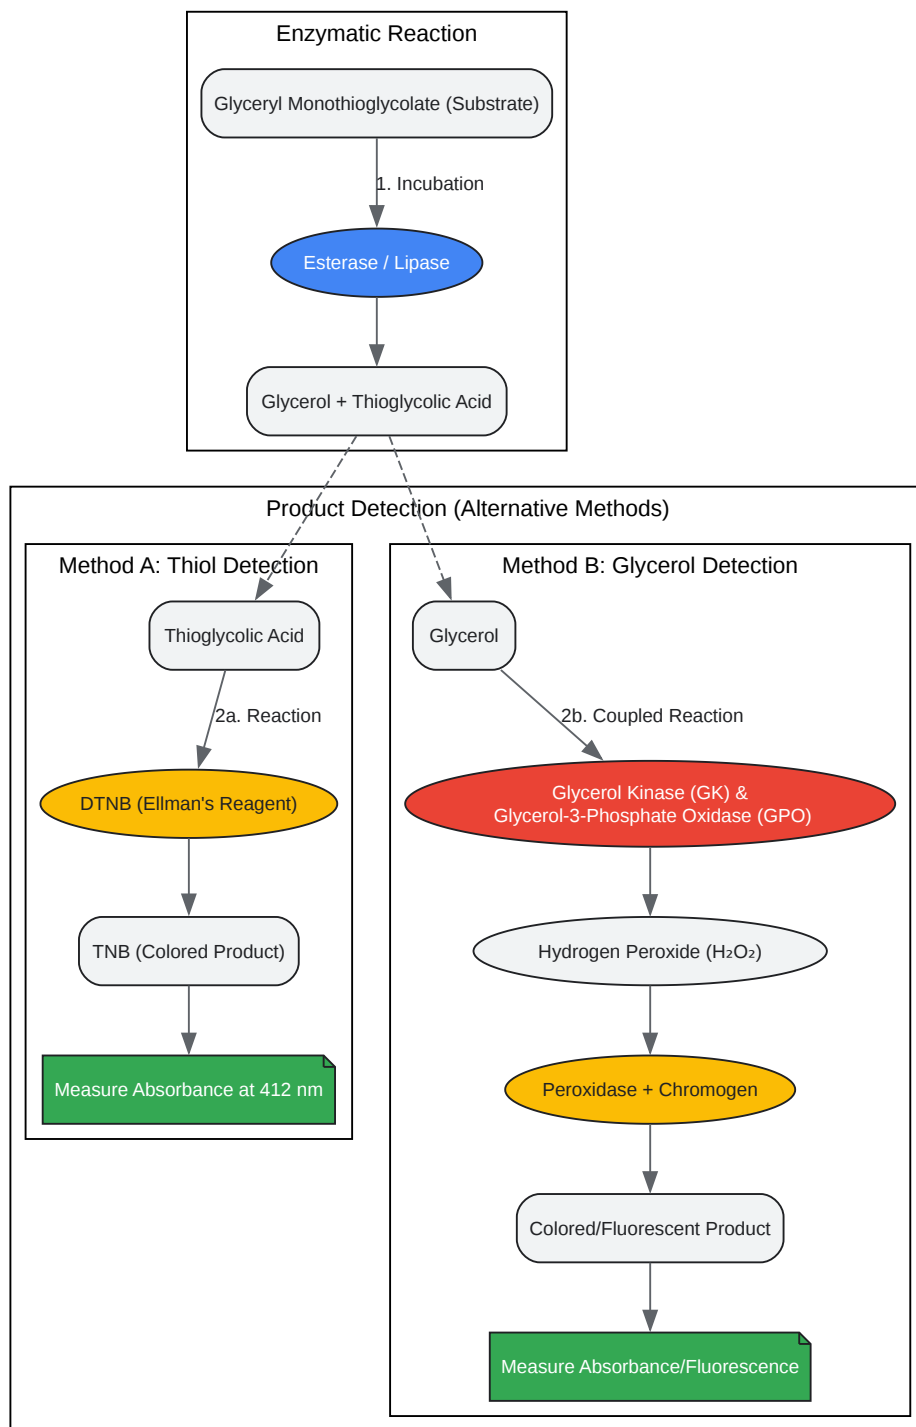 Enzymatic Reaction
Glyceryl Monothioglycolate (Substrate)
1. Incubation
Esterase / Lipase
Glycerol + Thioglycolic Acid
Product Detection (Alternative Methods)
Method A: Thiol Detection
Thioglycolic Acid
2a. Reaction
DTNB (Ellman's Reagent)
TNB (Colored Product)
Measure Absorbance at 412 nm
Method B: Glycerol Detection
Glycerol
2b. Coupled Reaction
Glycerol Kinase (GK) &
Glycerol-3-Phosphate Oxidase (GPO)
Hydrogen Peroxide (H₂O₂)
Peroxidase + Chromogen
Colored/Fluorescent Product
Measure Absorbance/Fluorescence